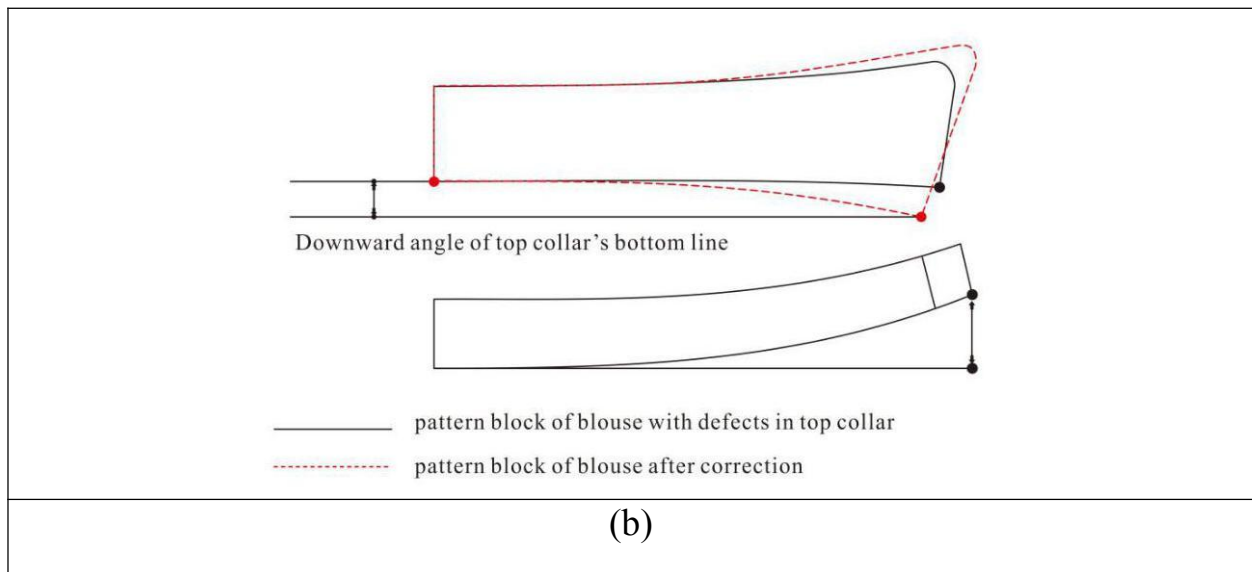 Downward angle of top collar's bottom line
pattern block of blouse with defects in top collar
pattern block of blouse after correction
(b)